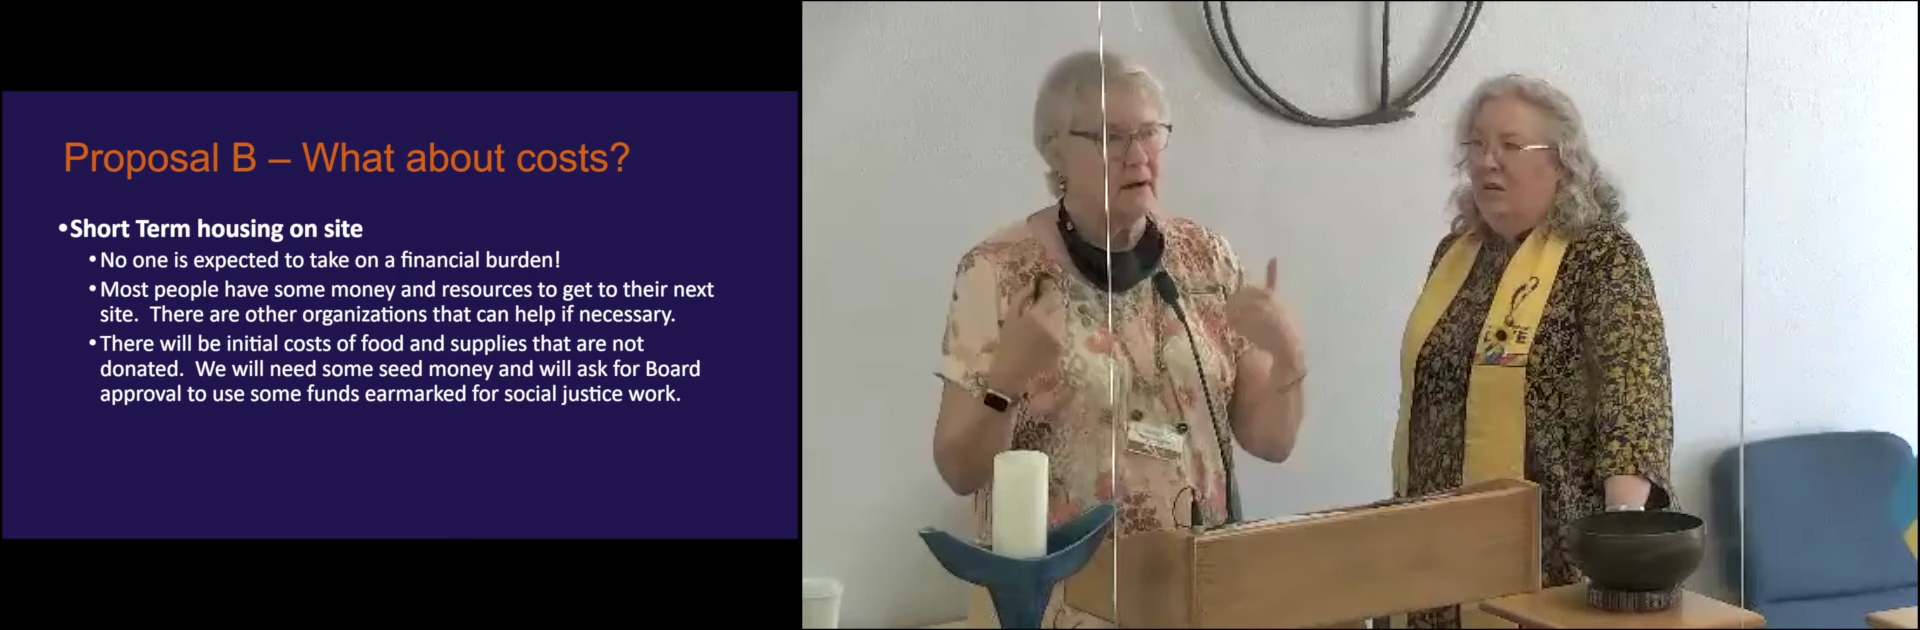 Proposal B – What about costs?
•Short Term housing on site
•No one is expected to take on a financial burden!
•Most people have some money and resources to get to their next
site.  There are other organizations that can help if necessary.
•There will be initial costs of food and supplies that are not
donated.  We will need some seed money and will ask for Board
approval to use some funds earmarked for social justice work.